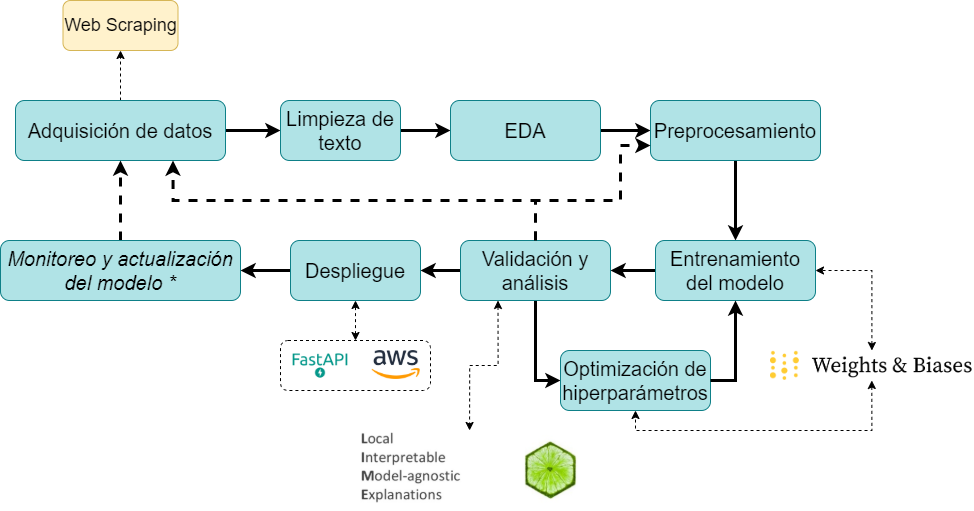 Web Scraping
Adquisición de datos
Limpieza de
texto
EDA
Preprocesamiento
Monitoreo y actualización
del modelo *
Despliegue
Validación y
análisis
Entrenamiento
del modelo
FastAPI
aws
Optimización de
hiperparámetros
Weights & Biases
Local
Interpretable
Model-agnostic
Explanations